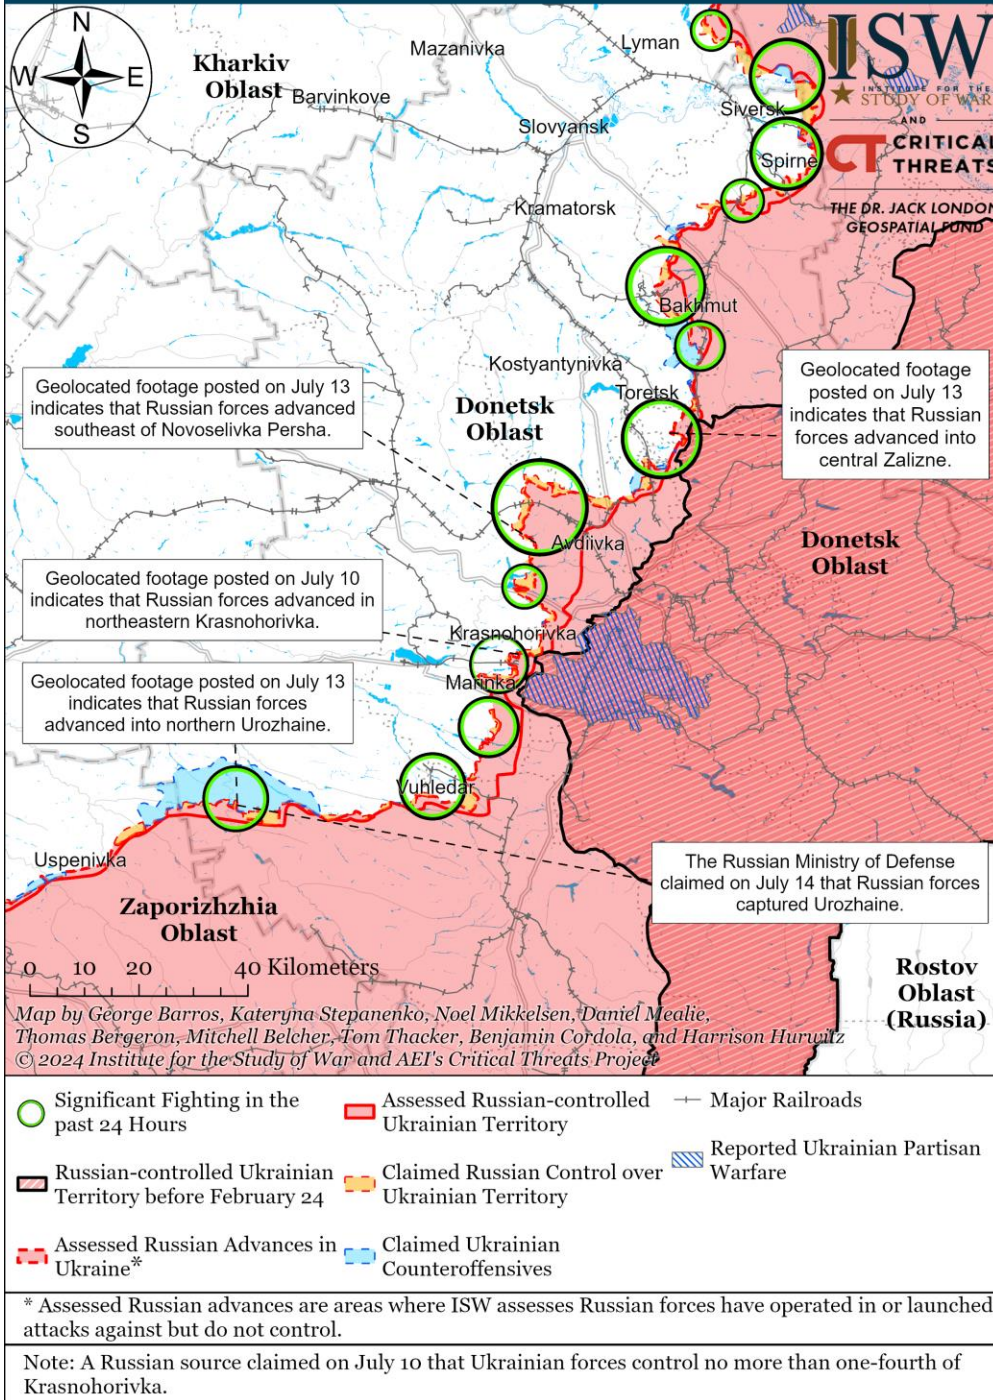 N
W
E
S
Kharkiv
Oblast
Mazanivka
Lyman
ISW
INSTITUTE FOR THE
STUDY OF WAR
AND
CT CRITICAL
THREATS
THE DR. JACK LONDON
GEOSPATIAL FUND
Barvinkove
Slovyansk
Siversk
Spirne
Kramatorsk
Bakhmut
Kostyantynivka
Toretsk
Geolocated footage
posted on July 13
indicates that Russian
forces advanced into
central Zalizne.
Geolocated footage posted on July 13
indicates that Russian forces advanced
southeast of Novoselivka Persha.
Donetsk
Oblast
Avdiivka
Donetsk
Oblast
Geolocated footage posted on July 10
indicates that Russian forces advanced in
northeastern Krasnohorivka.
Krasnohorivka
Marinka
Geolocated footage posted on July 13
indicates that Russian forces
advanced into northern Urozhaine.
Vuhledar
Uspenivka
The Russian Ministry of Defense
claimed on July 14 that Russian forces
captured Urozhaine.
Zaporizhzhia
Oblast
Rostov
Oblast
(Russia)
0 10 20 40 Kilometers
Map by George Barros, Kateryna Stepanenko, Noel Mikkelsen, Daniel Mealie,
Thomas Bergeron, Mitchell Belcher, Tom Thacker, Benjamin Cordola, and Harrison Hurwitz
© 2024 Institute for the Study of War and AEI's Critical Threats Project
Significant Fighting in the
past 24 Hours
Russian-controlled Ukrainian
Territory before February 24
Assessed Russian Advances in
Ukraine*
Assessed Russian-controlled
Ukrainian Territory
Claimed Russian Control over
Ukrainian Territory
Claimed Ukrainian
Counteroffensives
Major Railroads
Reported Ukrainian Partisan
Warfare
* Assessed Russian advances are areas where ISW assesses Russian forces have operated in or launched
attacks against but do not control.
Note: A Russian source claimed on July 10 that Ukrainian forces control no more than one-fourth of
Krasnohorivka.